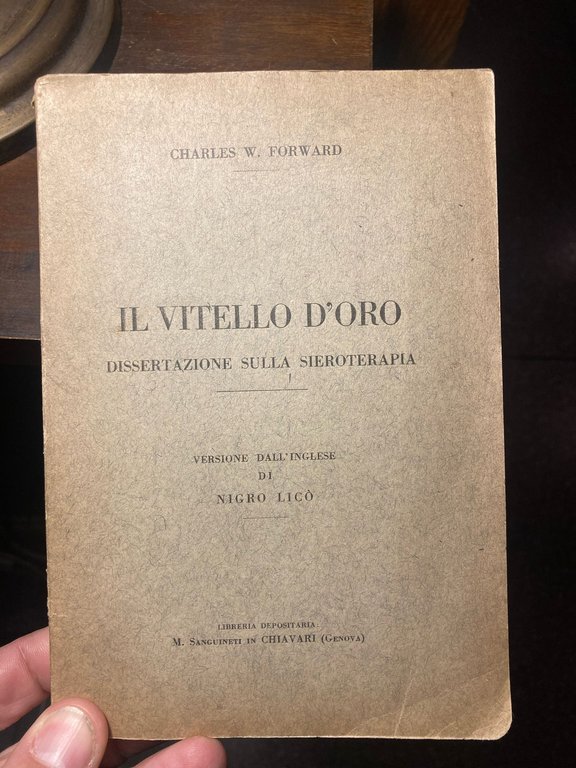 CHARLES W. FORWARD
IL VITELLO D'ORO
DISSERTAZIONE SULLA SIEROTERAPIA
VERSIONE DALL'INGLESE
DI
NIGRO LICÒ
LIBRERIA DEPOSITARIA:
M. SANGUINETI IN CHIAVARI (GENOVA)